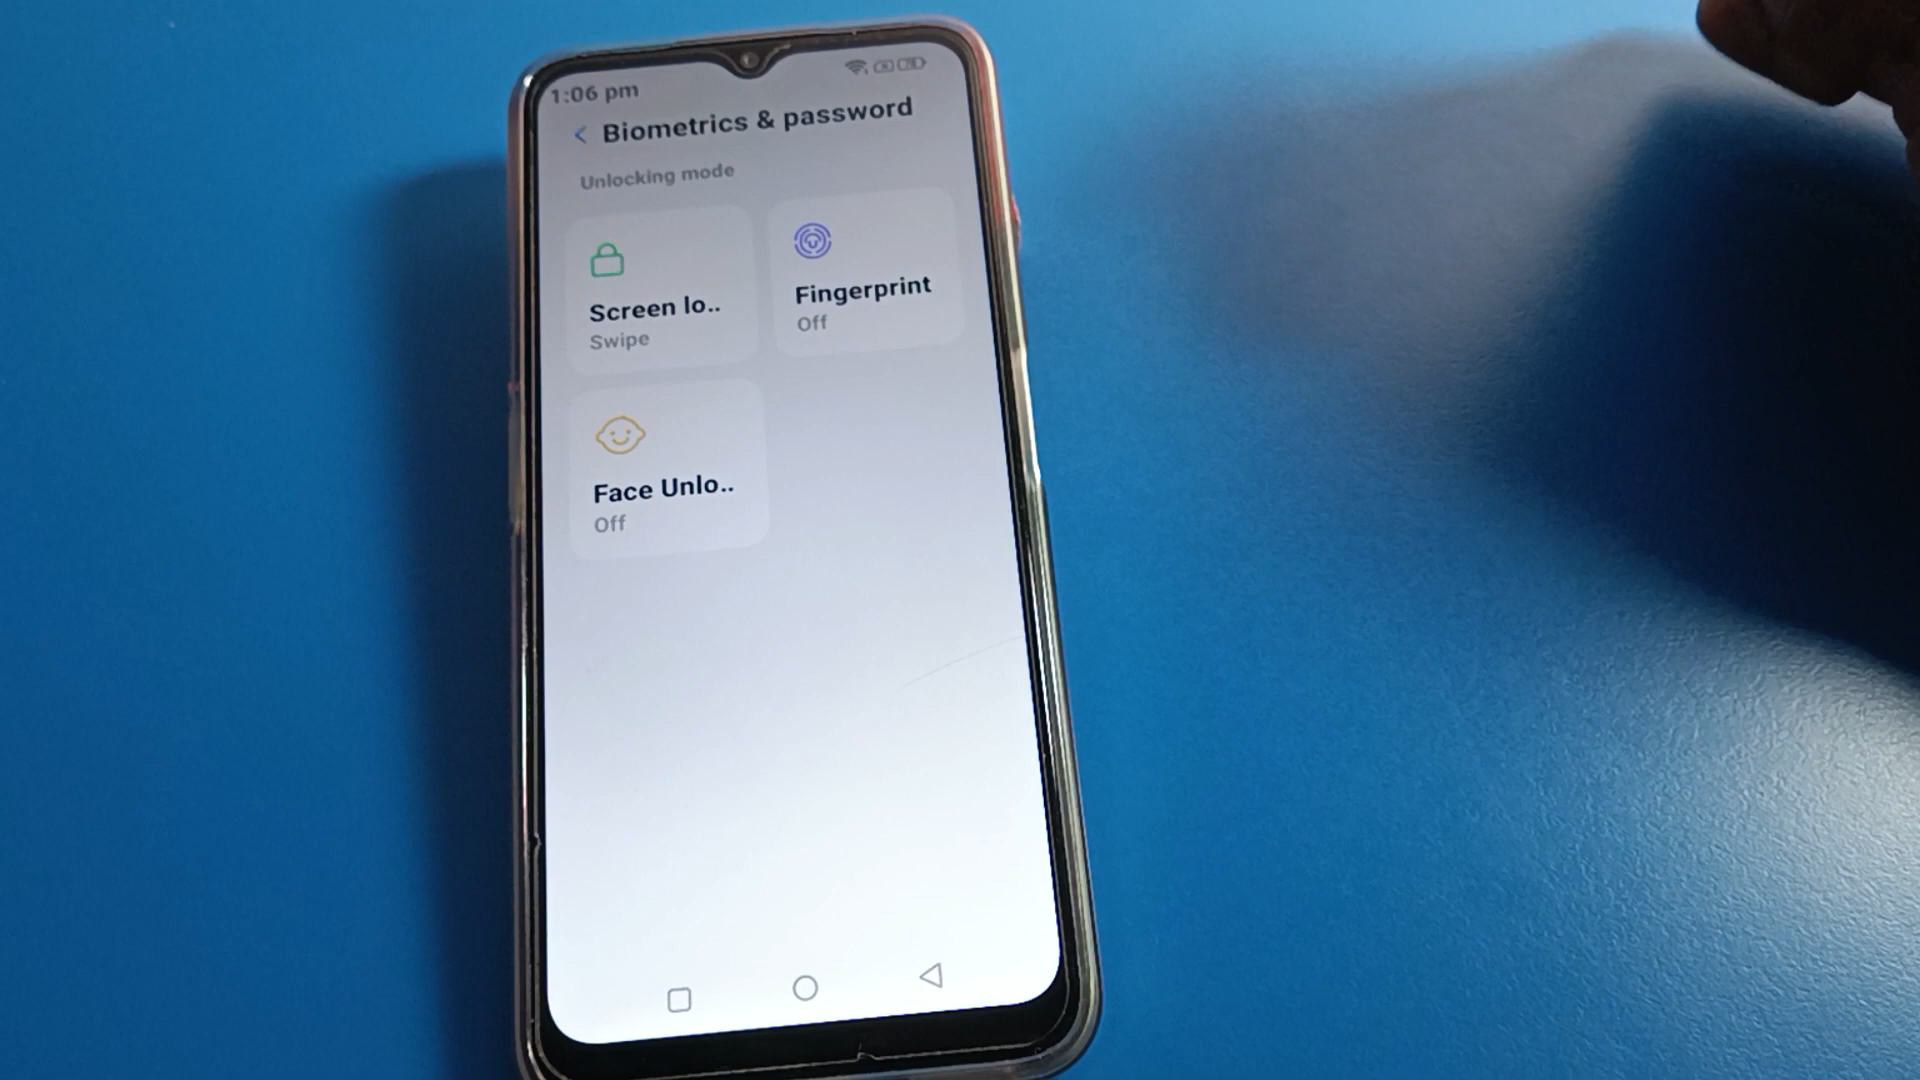 1:06 pm
Biometrics & password
Unlocking mode
Screen lo..
Swipe
Fingerprint
Off
Face Unlo..
Off